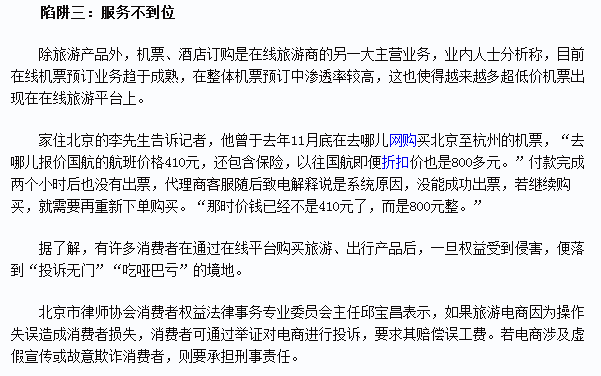 陷阱三：服务不到位
除旅游产品外，机票、酒店订购是在线旅游商的另一大主营业务，业内人士分析称，目前
在线机票预订业务趋于成熟，在整体机票预订中渗透率较高，这也使得越来越多超低价机票出
现在在线旅游平台上。
家住北京的李先生告诉记者，他曾于去年11月底在去哪儿网购买北京至杭州的机票，“去
哪儿报价国航的航班价格410元，还包含保险，以往国航即便折扣价也是800多元。”付款完成
两个小时后也没有出票，代理商客服随后致电解释说是系统原因，没能成功出票，若继续购
买，就需要再重新下单购买。“那时价钱已经不是410元了，而是800元整。”
据了解，有许多消费者在通过在线平台购买旅游、出行产品后，一旦权益受到侵害，便落
到“投诉无门”“吃哑巴亏”的境地。
北京市律师协会消费者权益法律事务专业委员会主任邱宝昌表示，如果旅游电商因为操作
失误造成消费者损失，消费者可通过举证对电商进行投诉，要求其赔偿误工费。若电商涉及虚
假宣传或故意欺诈消费者，则要承担刑事责任。